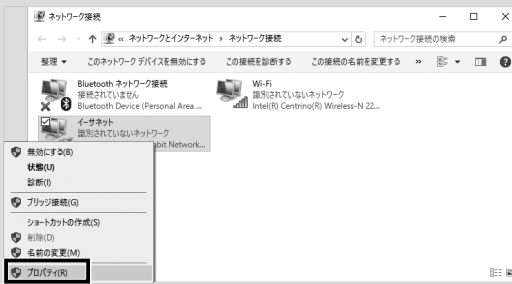 ネットワーク接続
« ネットワークとインターネット › ネットワーク接続
ネットワーク接続の検索
整理 ▼ このネットワーク デバイスを無効にする この接続を診断する この接続の名前を変更する »
Bluetooth ネットワーク接続
接続されていません
Bluetooth Device (Personal Area ...
Wi-Fi
識別されていないネットワーク
Intel(R) Centrino(R) Wireless-N 22...
イーサネット
識別されていないネットワーク
abit Network...
無効にする(B)
状態(U)
診断(I)
ブリッジ接続(G)
ショートカットの作成(S)
削除(D)
名前の変更(M)
プロパティ(R)